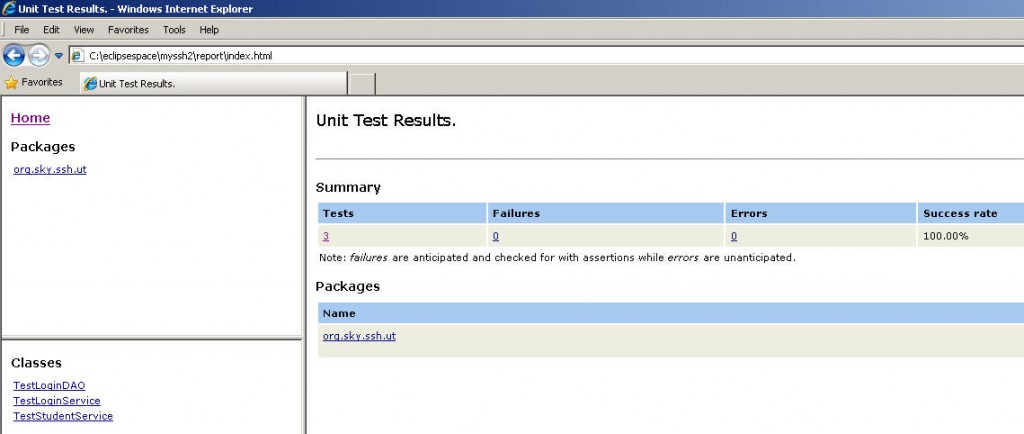 Unit Test Results. - Windows Internet Explorer
File Edit View Favorites Tools Help
C:\eclipsespace\myssh2\report\index.html
Favorites Unit Test Results.
Home
Packages
org.sky.ssh.ut
Classes
TestLoginDAO
TestLoginService
TestStudentService
Unit Test Results.
Summary
Tests Failures Errors Success rate
3 0 0 100.00%
Note: failures are anticipated and checked for with assertions while errors are unanticipated.
Packages
Name
org.sky.ssh.ut